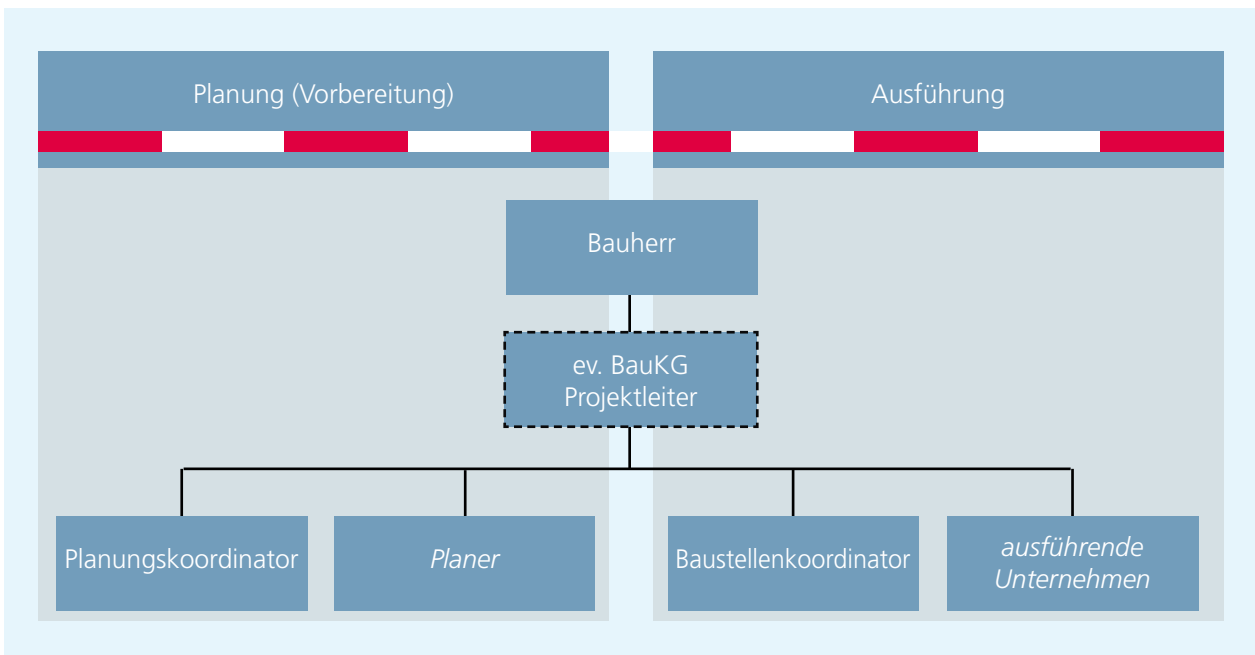 Planung (Vorbereitung)
Ausführung
Bauherr
ev. BauKG
Projektleiter
Planungskoordinator
Planer
Baustellenkoordinator
ausführende
Unternehmen